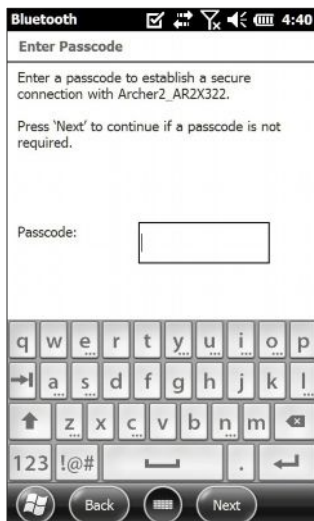 Bluetooth 4:40
Enter Passcode
Enter a passcode to establish a secure
connection with Archer2_AR2X322.
Press 'Next' to continue if a passcode is not
required.
Passcode:
q w e r t y u i o p
a s d f g h j k l
z x c v b n m
123 !@# .
Back Next